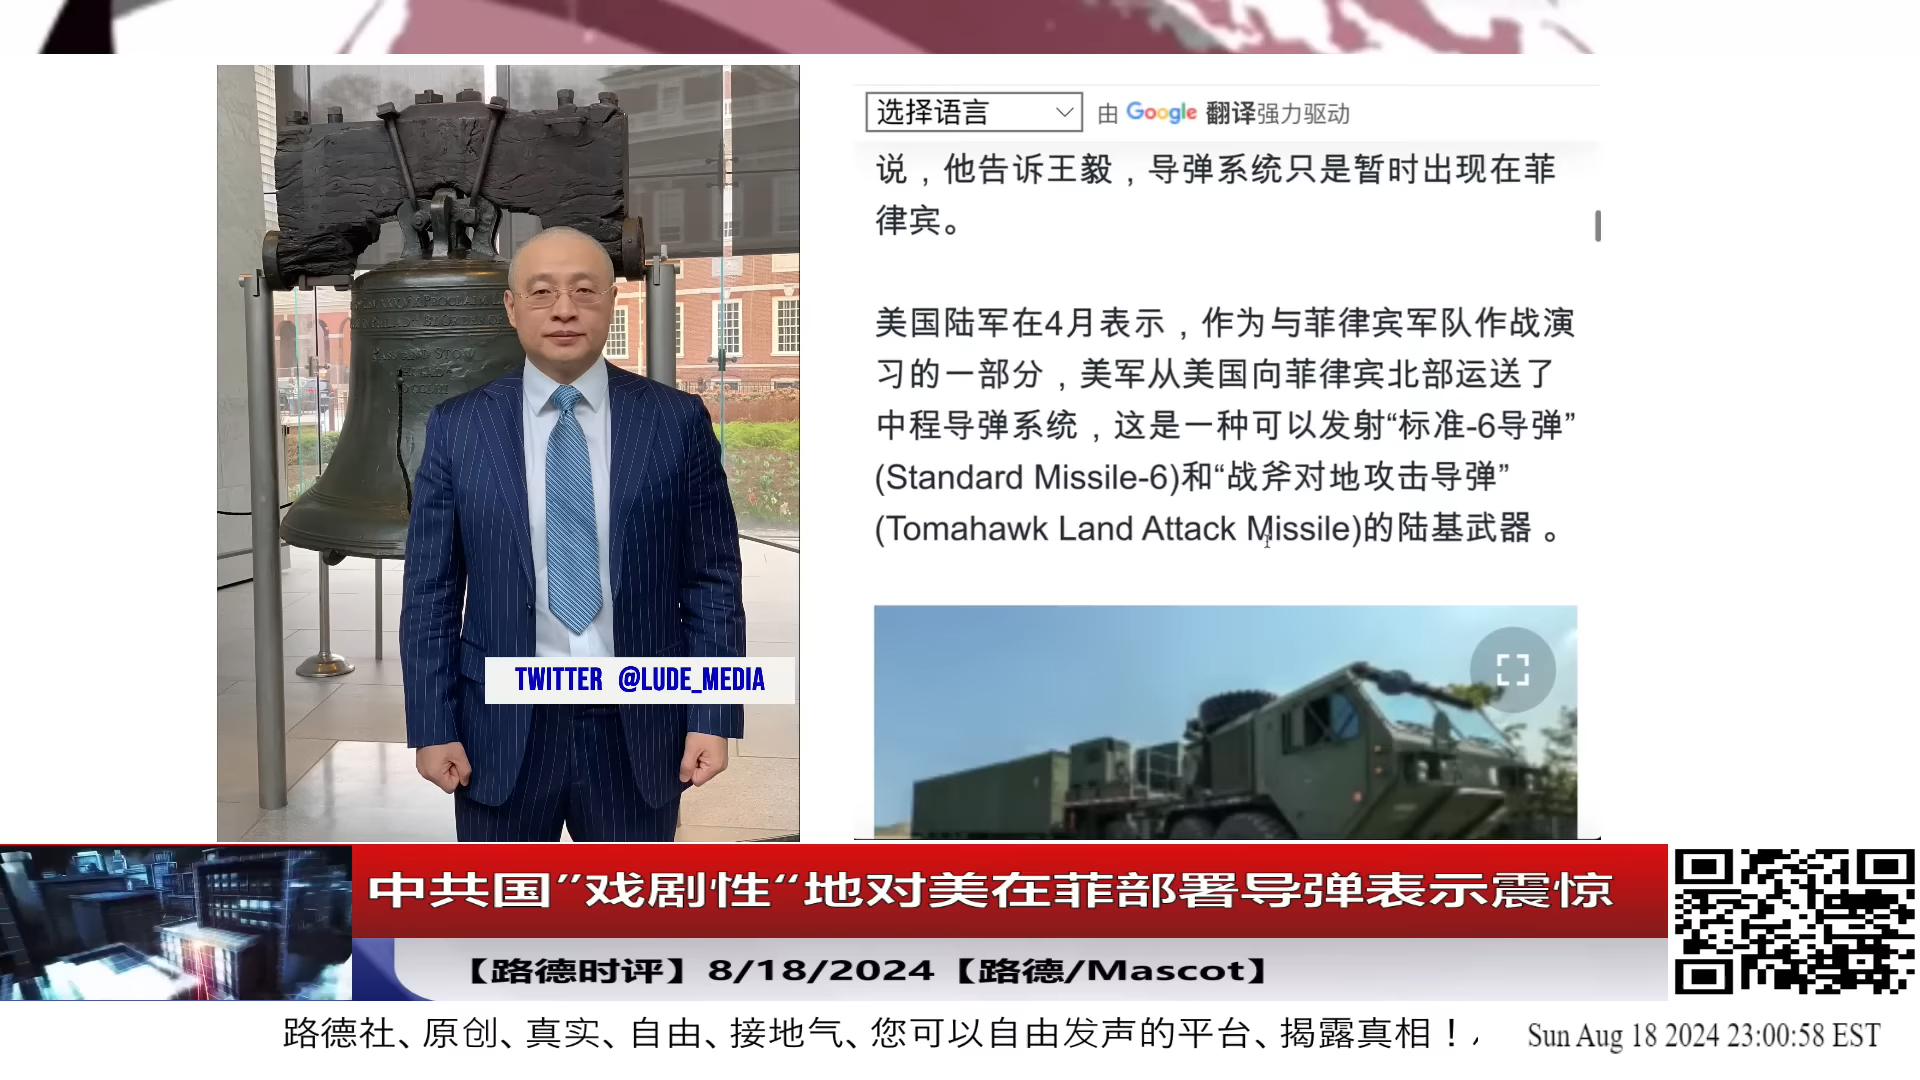 选择语言
由 Google 翻译强力驱动
说，他告诉王毅，导弹系统只是暂时出现在菲
律宾。
美国陆军在4月表示，作为与菲律宾军队作战演
习的一部分，美军从美国向菲律宾北部运送了
中程导弹系统，这是一种可以发射“标准-6导弹”
(Standard Missile-6)和“战斧对地攻击导弹”
(Tomahawk Land Attack Missile)的陆基武器 。
PASS AND STOW
TWITTER @LUDE_MEDIA
中共国”戏剧性“地对美在菲部署导弹表示震惊
【路德时评】8/18/2024【路德/Mascot】
路德社、原创、真实、自由、接地气、您可以自由发声的平台、揭露真相！
Sun Aug 18 2024 23:00:58 EST